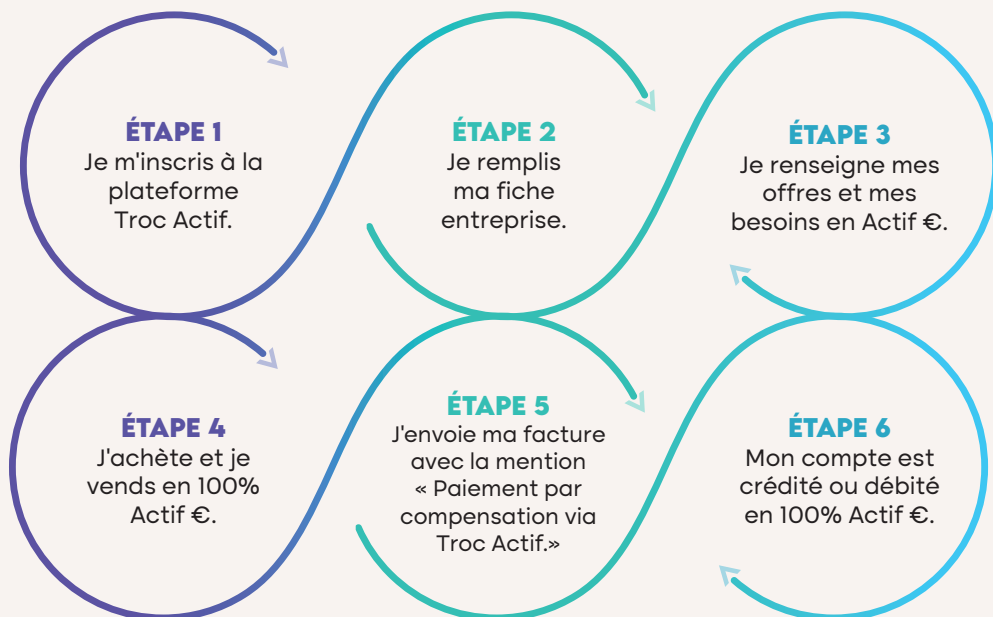 ÉTAPE 1
Je m'inscris à la
plateforme
Troc Actif.
ÉTAPE 2
Je remplis
ma fiche
entreprise.
ÉTAPE 3
Je renseigne mes
offres et mes
besoins en Actif €.
ÉTAPE 4
J'achète et je
vends en 100%
Actif €.
ÉTAPE 5
J'envoie ma facture
avec la mention
« Paiement par
compensation via
Troc Actif.»
ÉTAPE 6
Mon compte est
crédité ou débité
en 100% Actif €.